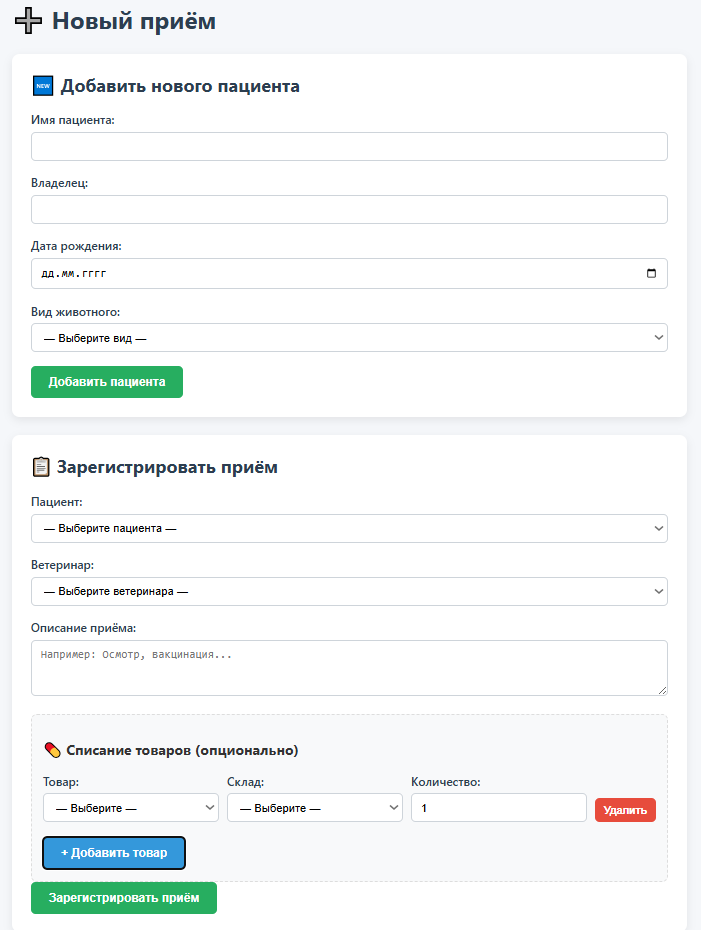 Новый приём
NEW Добавить нового пациента
Имя пациента:
Владелец:
Дата рождения:
дд.мм.гггг
Вид животного:
— Выберите вид —
Добавить пациента
Зарегистрировать приём
Пациент:
— Выберите пациента —
Ветеринар:
— Выберите ветеринара —
Описание приёма:
Например: Осмотр, вакцинация...
Списание товаров (опционально)
Товар: Склад: Количество:
— Выберите — — Выберите — 1 Удалить
+ Добавить товар
Зарегистрировать приём